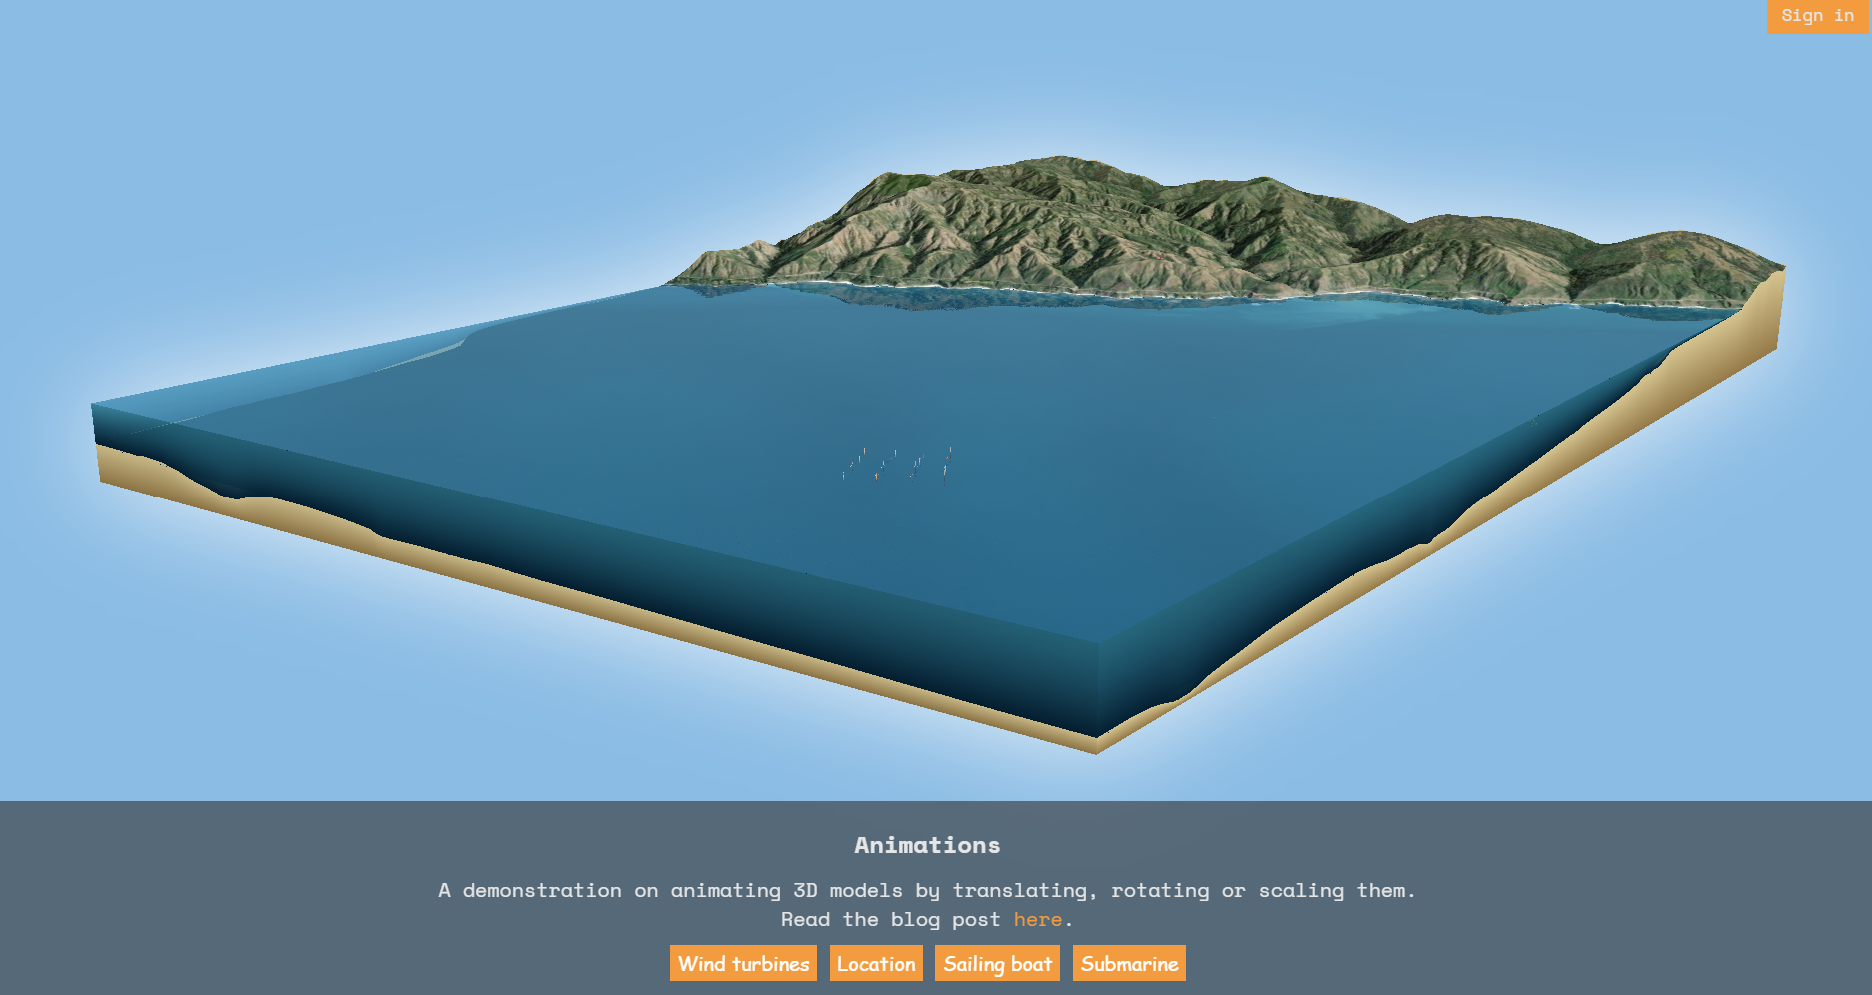 Sign in
Animations
A demonstration on animating 3D models by translating, rotating or scaling them.
Read the blog post here.
Wind turbines
Location
Sailing boat
Submarine